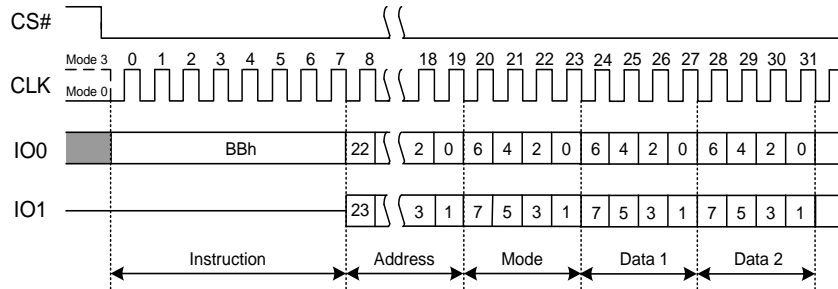 CS#
Mode 3 0 1 2 3 4 5 6 7 8 18 19 20 21 22 23 24 25 26 27 28 29 30 31
CLK
Mode 0
IO0 BBh 22 2 0 6 4 2 0 6 4 2 0 6 4 2 0
IO1 23 3 1 7 5 3 1 7 5 3 1 7 5 3 1
Instruction Address Mode Data 1 Data 2